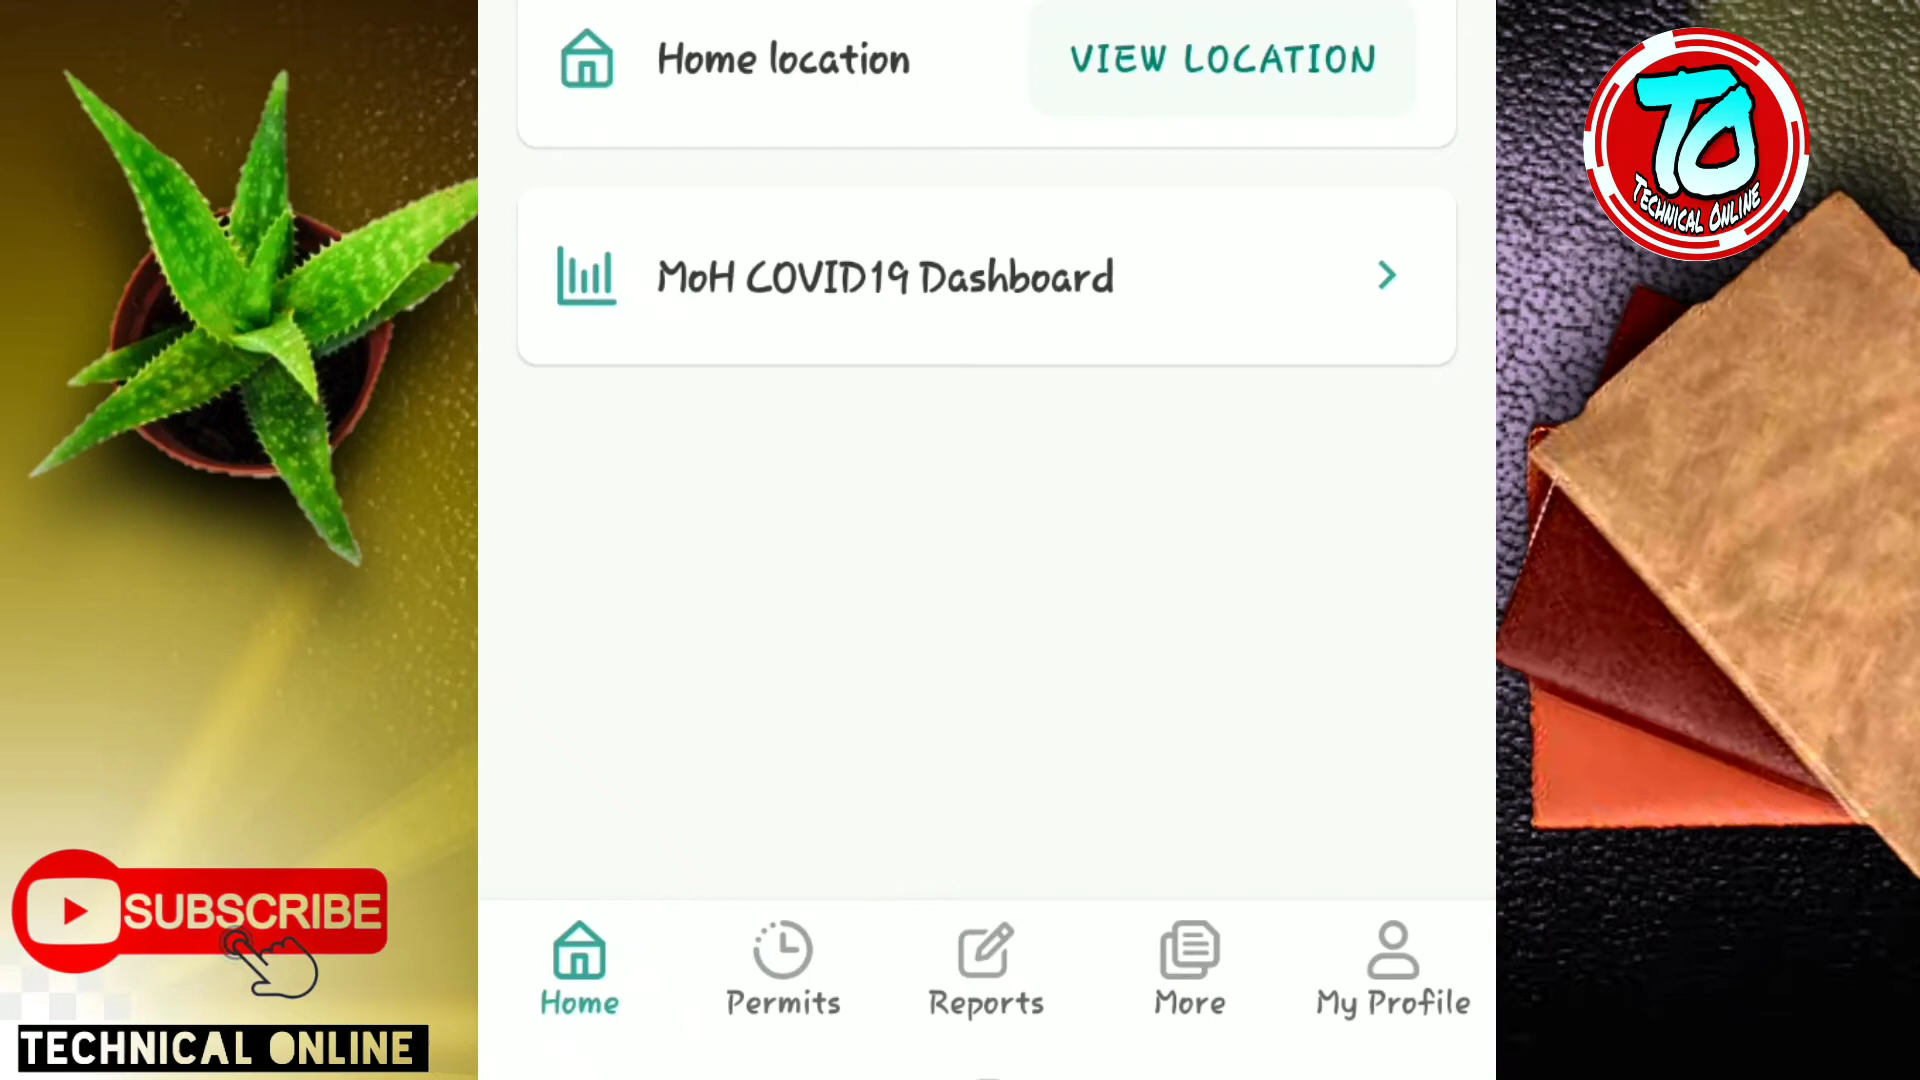 Home location
VIEW LOCATION
MoH COVID19 Dashboard
Home
Permits
Reports
More
My Profile
TO
TECHNICAL ONLINE
SUBSCRIBE
TECHNICAL ONLINE